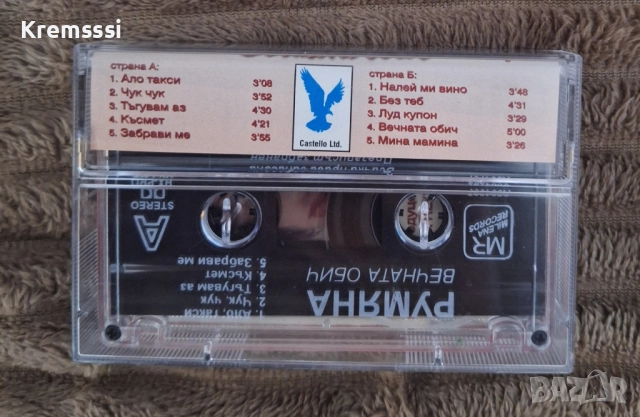 Kremsssi
страна А:
1. Ало такси 3'08
2. Чук чук 3'52
3. Тъгувам аз 4'30
4. Късмет 4'21
5. Забрави ме 3'55
Castello Ltd.
страна Б:
1. Налей ми вино 3'48
2. Без теб 4'31
3. Луд купон 3'29
4. Вечната обич 5'00
5. Мина мамина 3'26
РУМЯНА
ВЕЧНАТА ОБИЧ
1. Ало, такси
2. Чук, чук
3. Тъгувам аз
4. Късмет
5. Забрави ме
A
STEREO
MR
MILENA
RECORDS
BAZAR